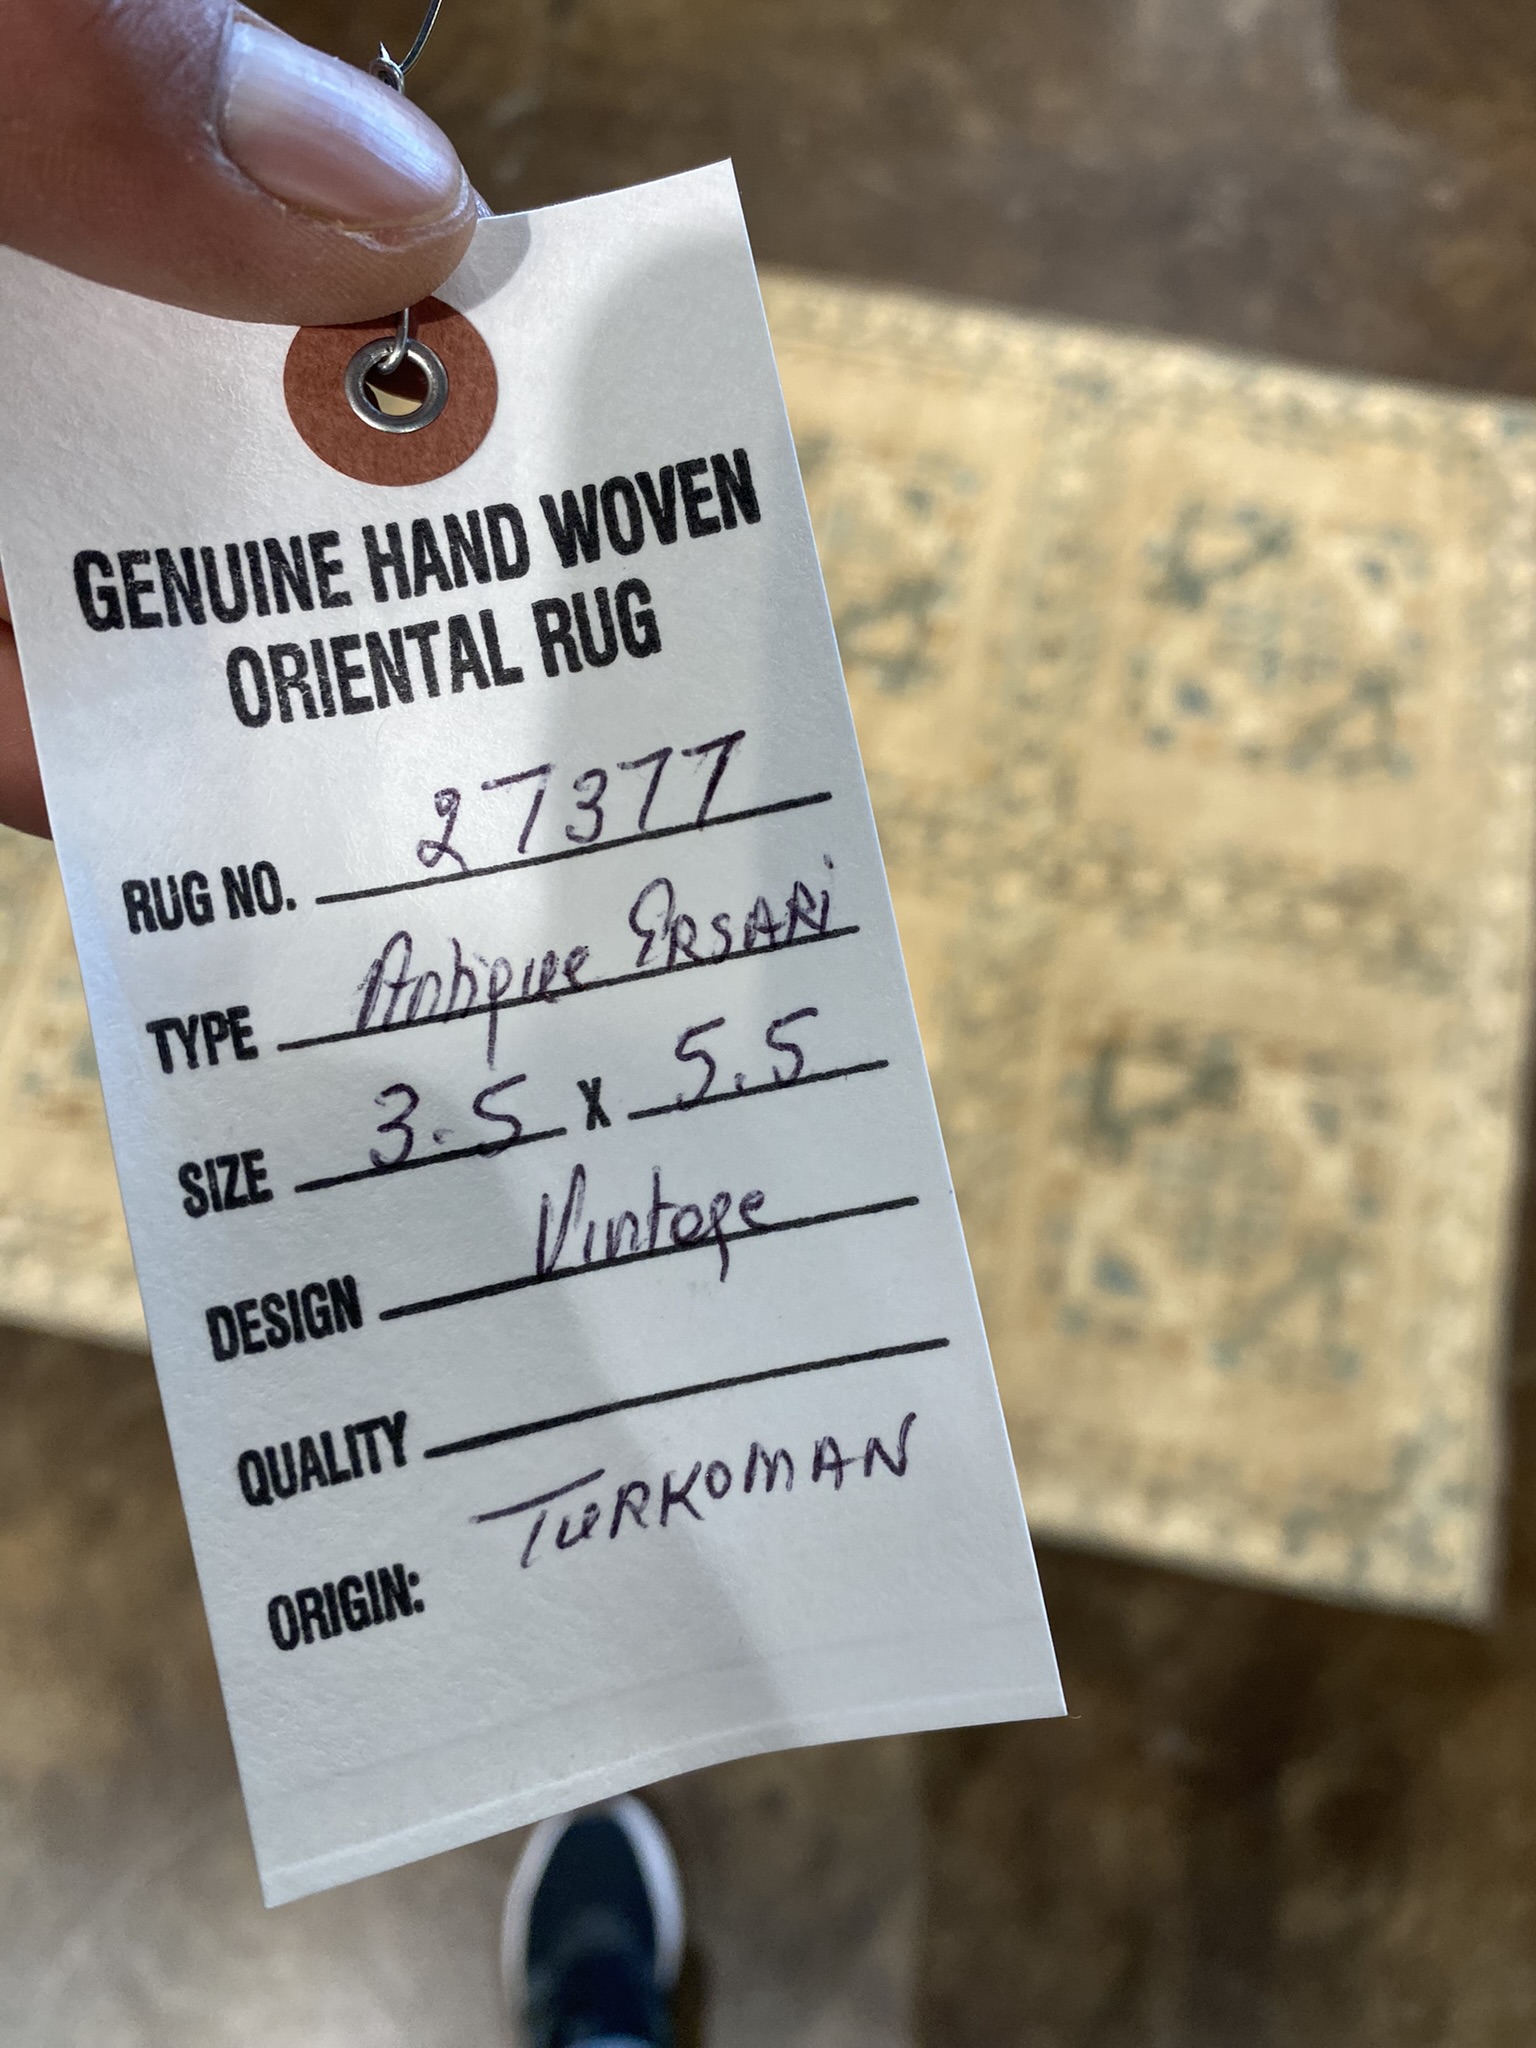 GENUINE HAND WOVEN
ORIENTAL RUG
RUG NO. 27377
TYPE Antique ERSARi
SIZE 3.5 X 5.5
DESIGN Vintage
QUALITY
ORIGIN: TURKOMAN